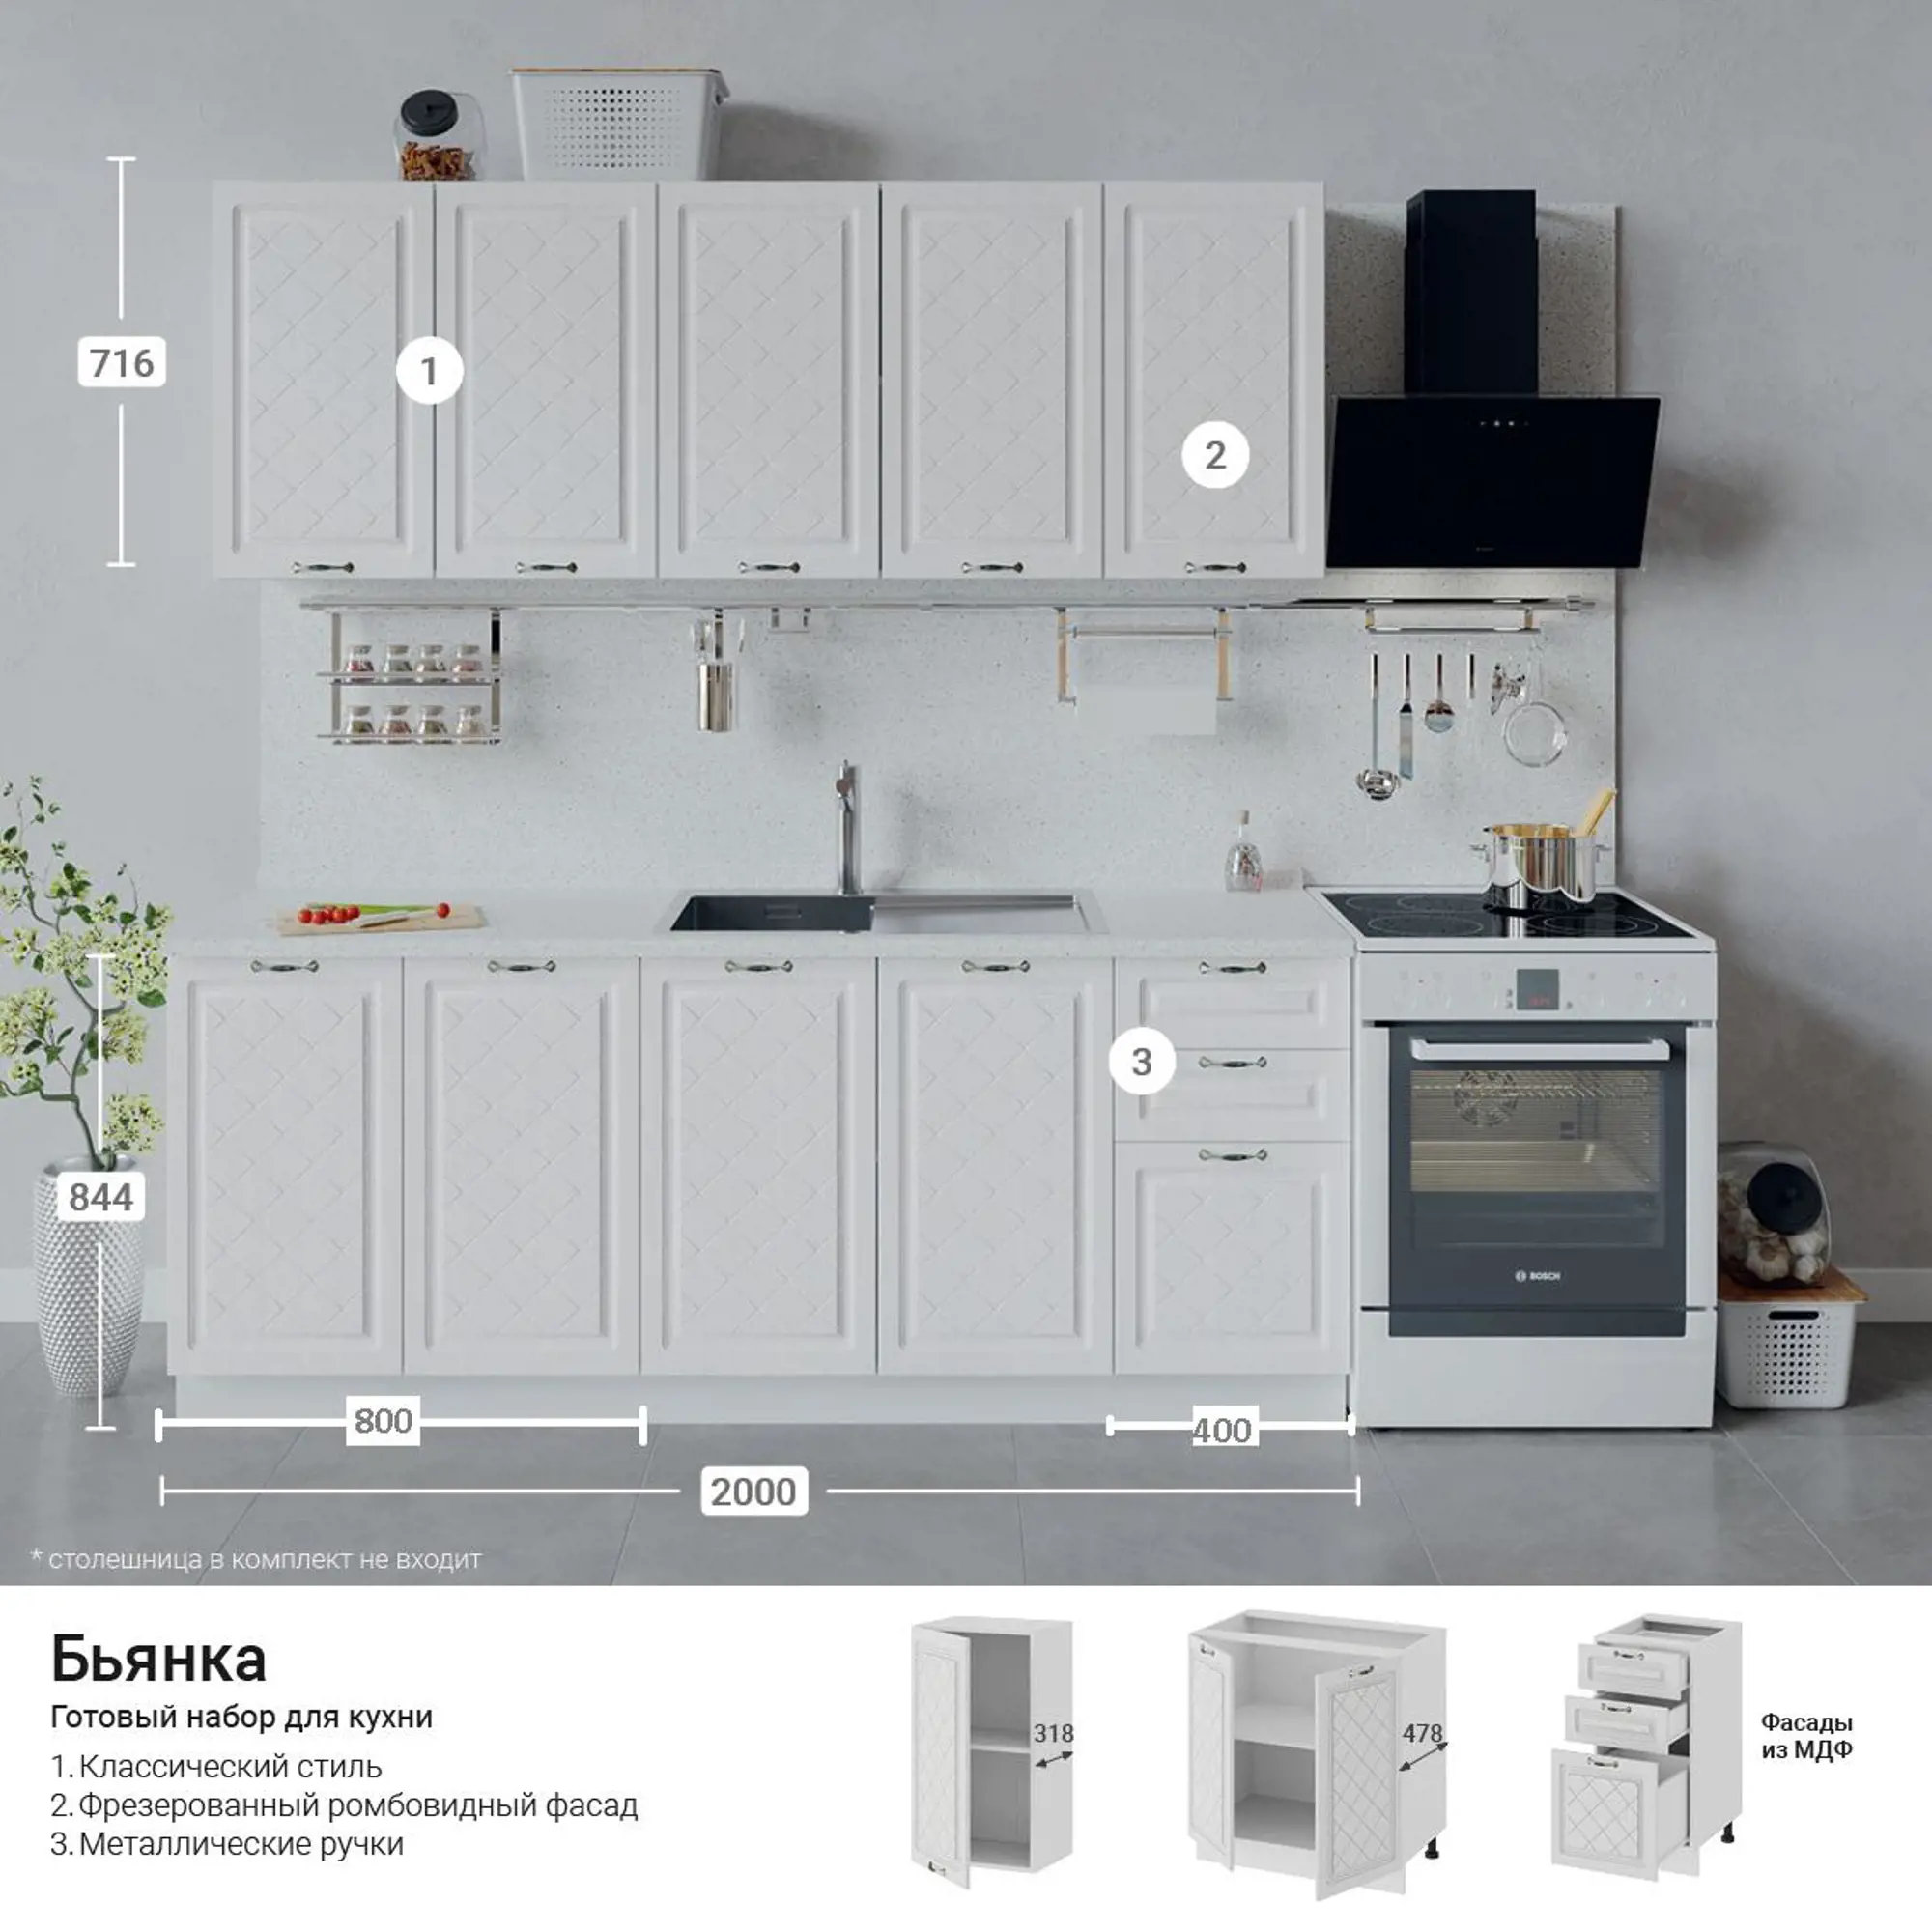 716
1
2
3
844
BOSCH
800
400
2000
* столешница в комплект не входит
Бьянка
Готовый набор для кухни
1. Классический стиль
2. Фрезерованный ромбовидный фасад
3. Металлические ручки
318
478
Фасады
из МДФ